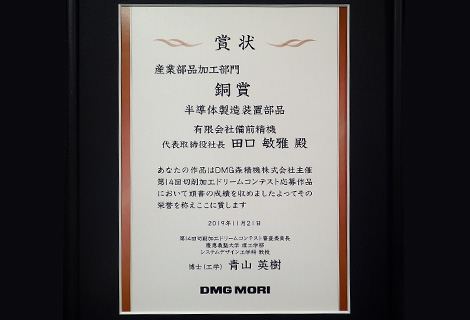 賞状
産業部品加工部門
銅賞
半導体製造装置部品
有限会社備前精機
代表取締役社長 田口 敏雅 殿
あなたの作品はDMG森精機株式会社主催
第14回切削加工ドリームコンテスト応募作品
において頭書の成績を収めましたよってその
栄誉を称えここに賞します
2019年11月21日
第14回切削加工ドリームコンテスト審査委員長
慶應義塾大学 理工学部
システムデザイン工学科 教授
博士(工学) 青山 英樹
DMG MORI